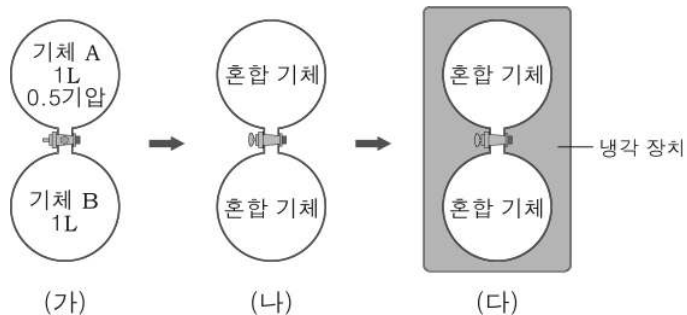 기체 A
1L
0.5기압
기체 B
1L
(가)
혼합 기체
혼합 기체
(나)
혼합 기체
혼합 기체
냉각 장치
(다)